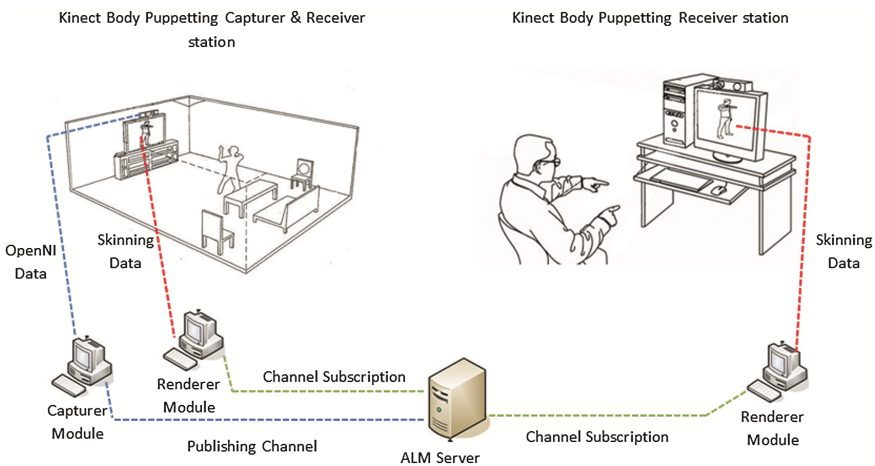 Kinect Body Puppetting Capturer & Receiver
station
Kinect Body Puppetting Receiver station
OpenNI
Data
Skinning
Data
Skinning
Data
Capturer
Module
Renderer
Module
Channel Subscription
Publishing Channel
ALM Server
Channel Subscription
Renderer
Module